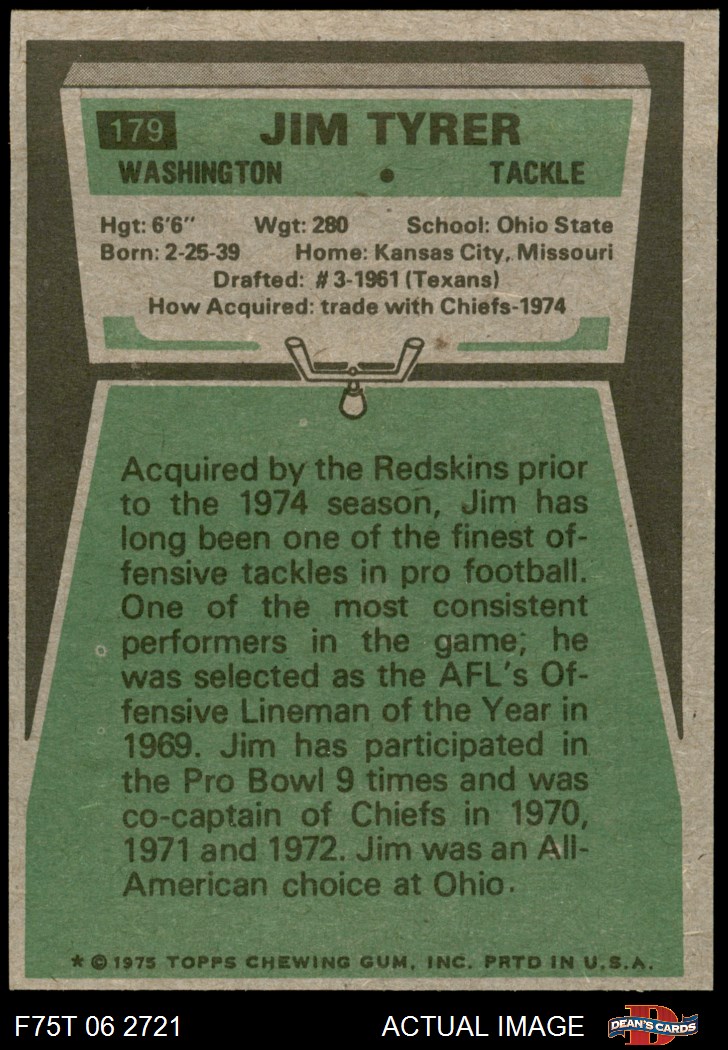 179 JIM TYRER
WASHINGTON • TACKLE
Hgt: 6'6" Wgt: 280 School: Ohio State
Born: 2-25-39 Home: Kansas City, Missouri
Drafted: #3-1961 (Texans)
How Acquired: trade with Chiefs-1974
Acquired by the Redskins prior
to the 1974 season, Jim has
long been one of the finest of-
fensive tackles in pro football.
One of the most consistent
performers in the game; he
was selected as the AFL's Of-
fensive Lineman of the Year in
1969. Jim has participated in
the Pro Bowl 9 times and was
co-captain of Chiefs in 1970,
1971 and 1972. Jim was an All-
American choice at Ohio.
* © 1975 TOPPS CHEWING GUM, INC. PRTD IN U.S.A.
F75T 06 2721 ACTUAL IMAGE DEAN'S CARDS